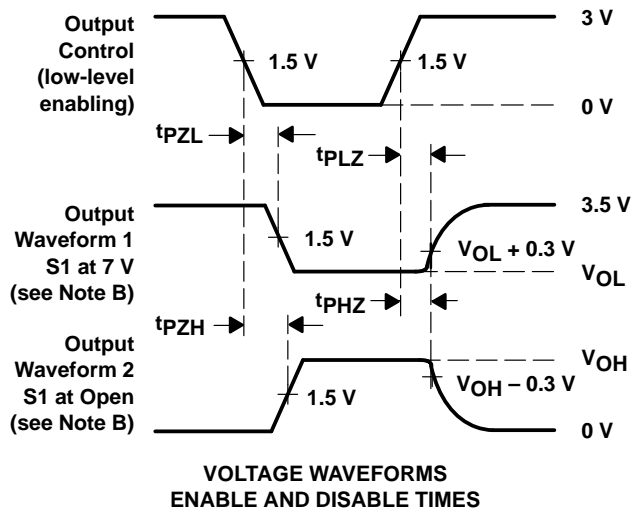 Output
Control
(low-level
enabling)
1.5 V
1.5 V
3 V
0 V
tPZL
tPLZ
Output
Waveform 1
S1 at 7 V
(see Note B)
1.5 V
3.5 V
VOL + 0.3 V
VOL
tPZH
tPHZ
Output
Waveform 2
S1 at Open
(see Note B)
1.5 V
VOH
VOH – 0.3 V
0 V
VOLTAGE WAVEFORMS
ENABLE AND DISABLE TIMES